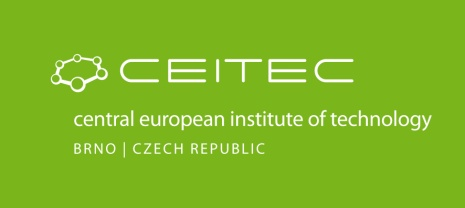 CEITEC
central european institute of technology
BRNO | CZECH REPUBLIC